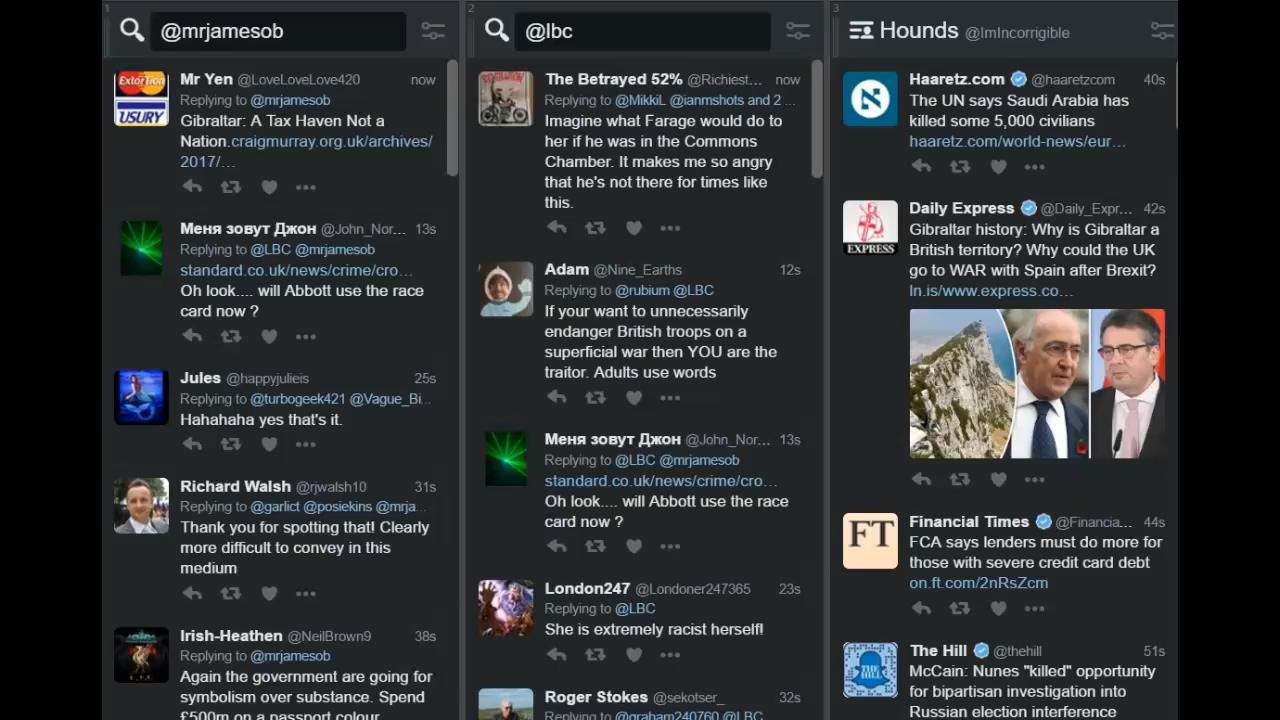 1
@mrjamesob
Mr Yen @LoveLoveLove420 now
Replying to @mrjamesob
Gibraltar: A Tax Haven Not a
Nation.craigmurray.org.uk/archives/
2017/…
Extortion
USURY
Меня зовут Джон @John_Nor... 13s
Replying to @LBC @mrjamesob
standard.co.uk/news/crime/cro…
Oh look.... will Abbott use the race
card now ?
Jules @happyjulieis 25s
Replying to @turbogeek421 @Vague_Bi...
Hahahaha yes that's it.
Richard Walsh @rjwalsh10 31s
Replying to @garlict @posiekins @mrja...
Thank you for spotting that! Clearly
more difficult to convey in this
medium
Irish-Heathen @NeilBrown9 38s
Replying to @mrjamesob
Again the government are going for
symbolism over substance. Spend
£500m on a passport colour
2
@lbc
The Betrayed 52% @Richiest... now
Replying to @MikkiL @ianmshots and 2 ...
Imagine what Farage would do to
her if he was in the Commons
Chamber. It makes me so angry
that he's not there for times like
this.
Adam @Nine_Earths 12s
Replying to @rubium @LBC
If your want to unnecessarily
endanger British troops on a
superficial war then YOU are the
traitor. Adults use words
Меня зовут Джон @John_Nor... 13s
Replying to @LBC @mrjamesob
standard.co.uk/news/crime/cro…
Oh look.... will Abbott use the race
card now ?
London247 @Londoner247365 23s
Replying to @LBC
She is extremely racist herself!
Roger Stokes @sekotser_ 32s
Replying to @graham240760 @LBC
3
Hounds @ImIncorrigible
Haaretz.com @haaretzcom 40s
The UN says Saudi Arabia has
killed some 5,000 civilians
haaretz.com/world-news/eur…
Daily Express @Daily_Expr... 42s
Gibraltar history: Why is Gibraltar a
British territory? Why could the UK
go to WAR with Spain after Brexit?
ln.is/www.express.co…
EXPRESS
Financial Times @Financia... 44s
FCA says lenders must do more for
those with severe credit card debt
on.ft.com/2nRsZcm
FT
The Hill @thehill 51s
McCain: Nunes "killed" opportunity
for bipartisan investigation into
Russian election interference
THE HILL